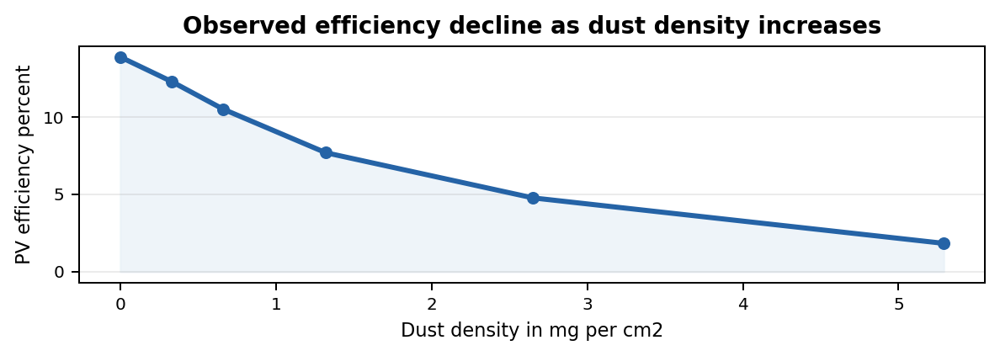 Observed efficiency decline as dust density increases
PV efficiency percent
10
5
0
0 1 2 3 4 5
Dust density in mg per cm2